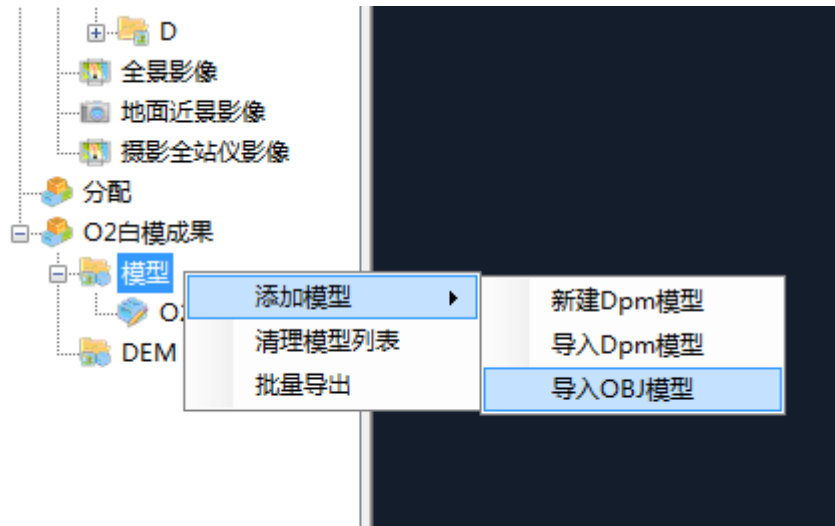 D
全景影像
地面近景影像
摄影全站仪影像
分配
O2白模成果
模型
添加模型
新建Dpm模型
O
清理模型列表
导入Dpm模型
DEM
批量导出
导入OBJ模型